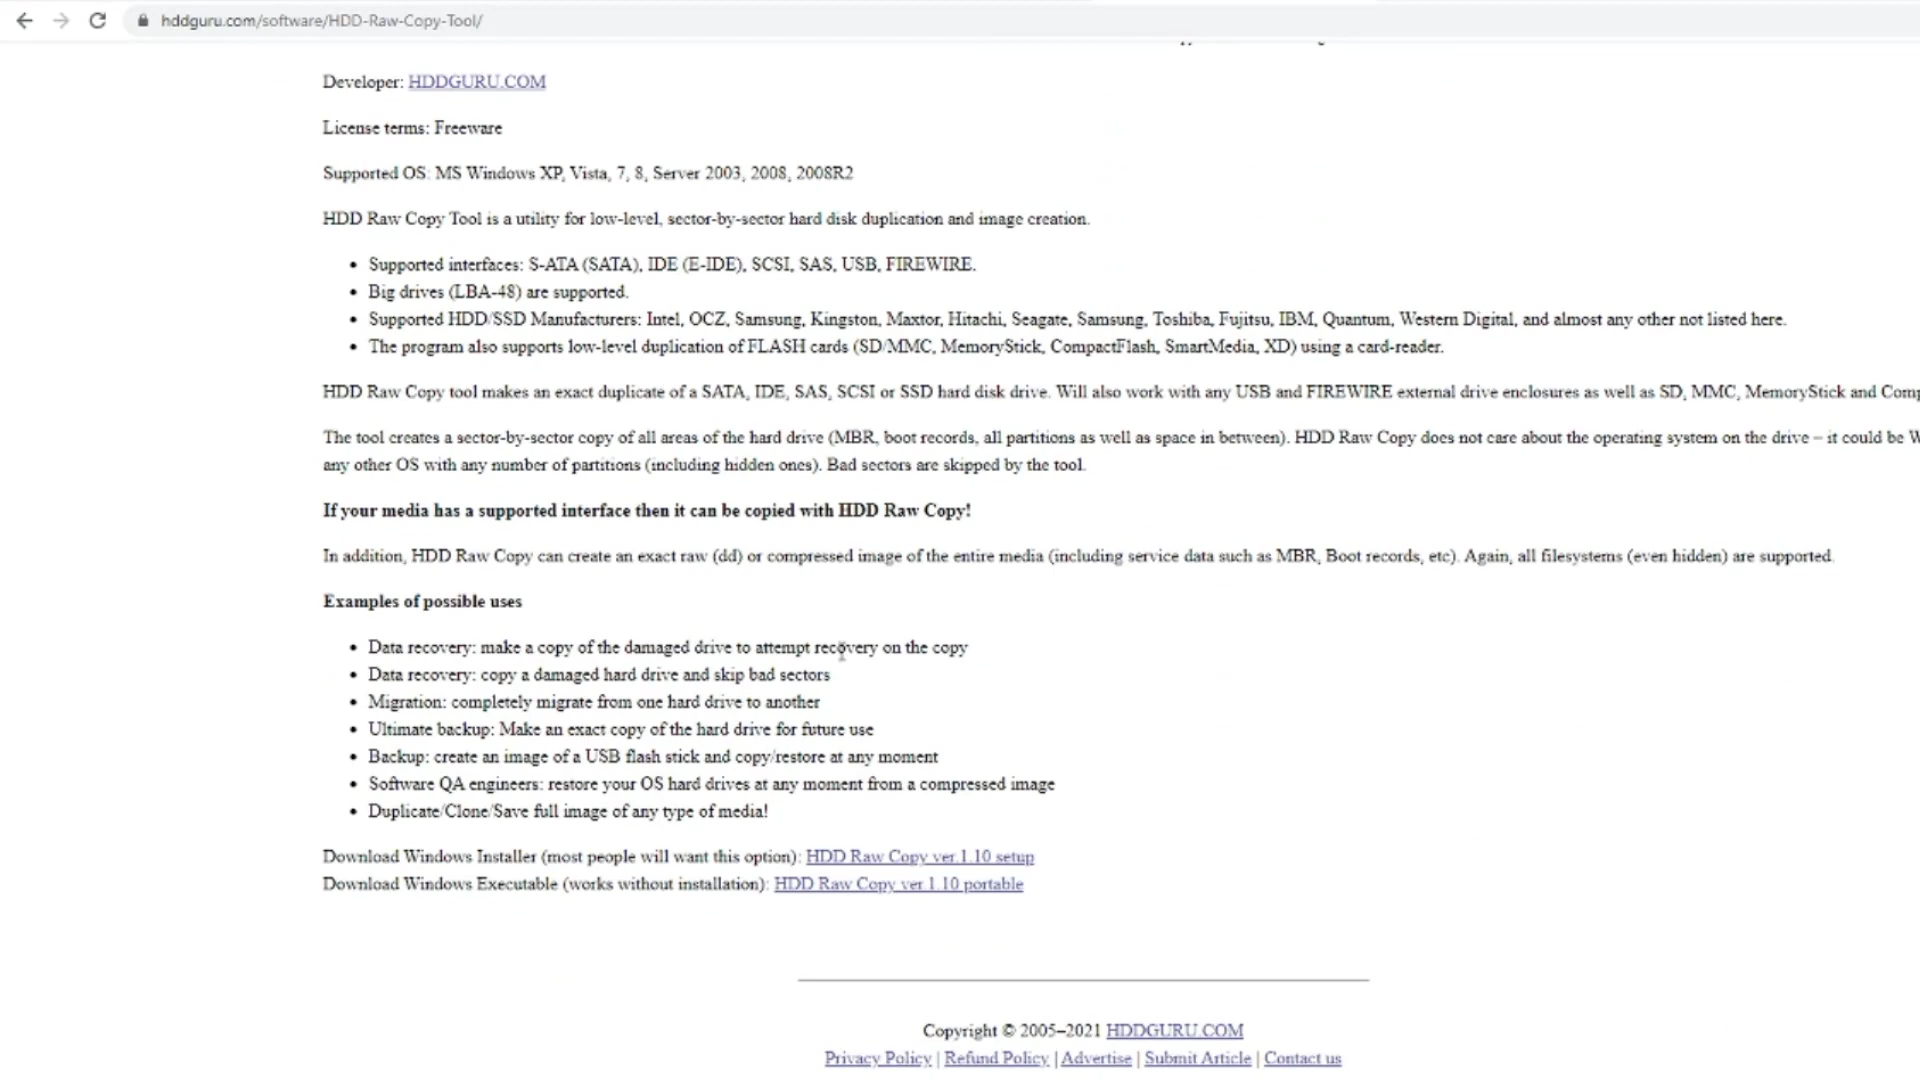 hddguru.com/software/HDD-Raw-Copy-Tool/
Developer: HDDGURU.COM
License terms: Freeware
Supported OS: MS Windows XP, Vista, 7, 8, Server 2003, 2008, 2008R2
HDD Raw Copy Tool is a utility for low-level, sector-by-sector hard disk duplication and image creation.
• Supported interfaces: S-ATA (SATA), IDE (E-IDE), SCSI, SAS, USB, FIREWIRE.
• Big drives (LBA-48) are supported.
• Supported HDD/SSD Manufacturers: Intel, OCZ, Samsung, Kingston, Maxtor, Hitachi, Seagate, Samsung, Toshiba, Fujitsu, IBM, Quantum, Western Digital, and almost any other not listed here.
• The program also supports low-level duplication of FLASH cards (SD/MMC, MemoryStick, CompactFlash, SmartMedia, XD) using a card-reader.
HDD Raw Copy tool makes an exact duplicate of a SATA, IDE, SAS, SCSI or SSD hard disk drive. Will also work with any USB and FIREWIRE external drive enclosures as well as SD, MMC, MemoryStick and
The tool creates a sector-by-sector copy of all areas of the hard drive (MBR, boot records, all partitions as well as space in between). HDD Raw Copy does not care about the operating system on the drive – it could be
any other OS with any number of partitions (including hidden ones). Bad sectors are skipped by the tool.
If your media has a supported interface then it can be copied with HDD Raw Copy!
In addition, HDD Raw Copy can create an exact raw (dd) or compressed image of the entire media (including service data such as MBR, Boot records, etc). Again, all filesystems (even hidden) are supported.
Examples of possible uses
• Data recovery: make a copy of the damaged drive to attempt recovery on the copy
• Data recovery: copy a damaged hard drive and skip bad sectors
• Migration: completely migrate from one hard drive to another
• Ultimate backup: Make an exact copy of the hard drive for future use
• Backup: create an image of a USB flash stick and copy/restore at any moment
• Software QA engineers: restore your OS hard drives at any moment from a compressed image
• Duplicate/Clone/Save full image of any type of media!
Download Windows Installer (most people will want this option): HDD Raw Copy ver.1.10 setup
Download Windows Executable (works without installation): HDD Raw Copy ver 1.10 portable
Copyright © 2005–2021 HDDGURU.COM
Privacy Policy | Refund Policy | Advertise | Submit Article | Contact us